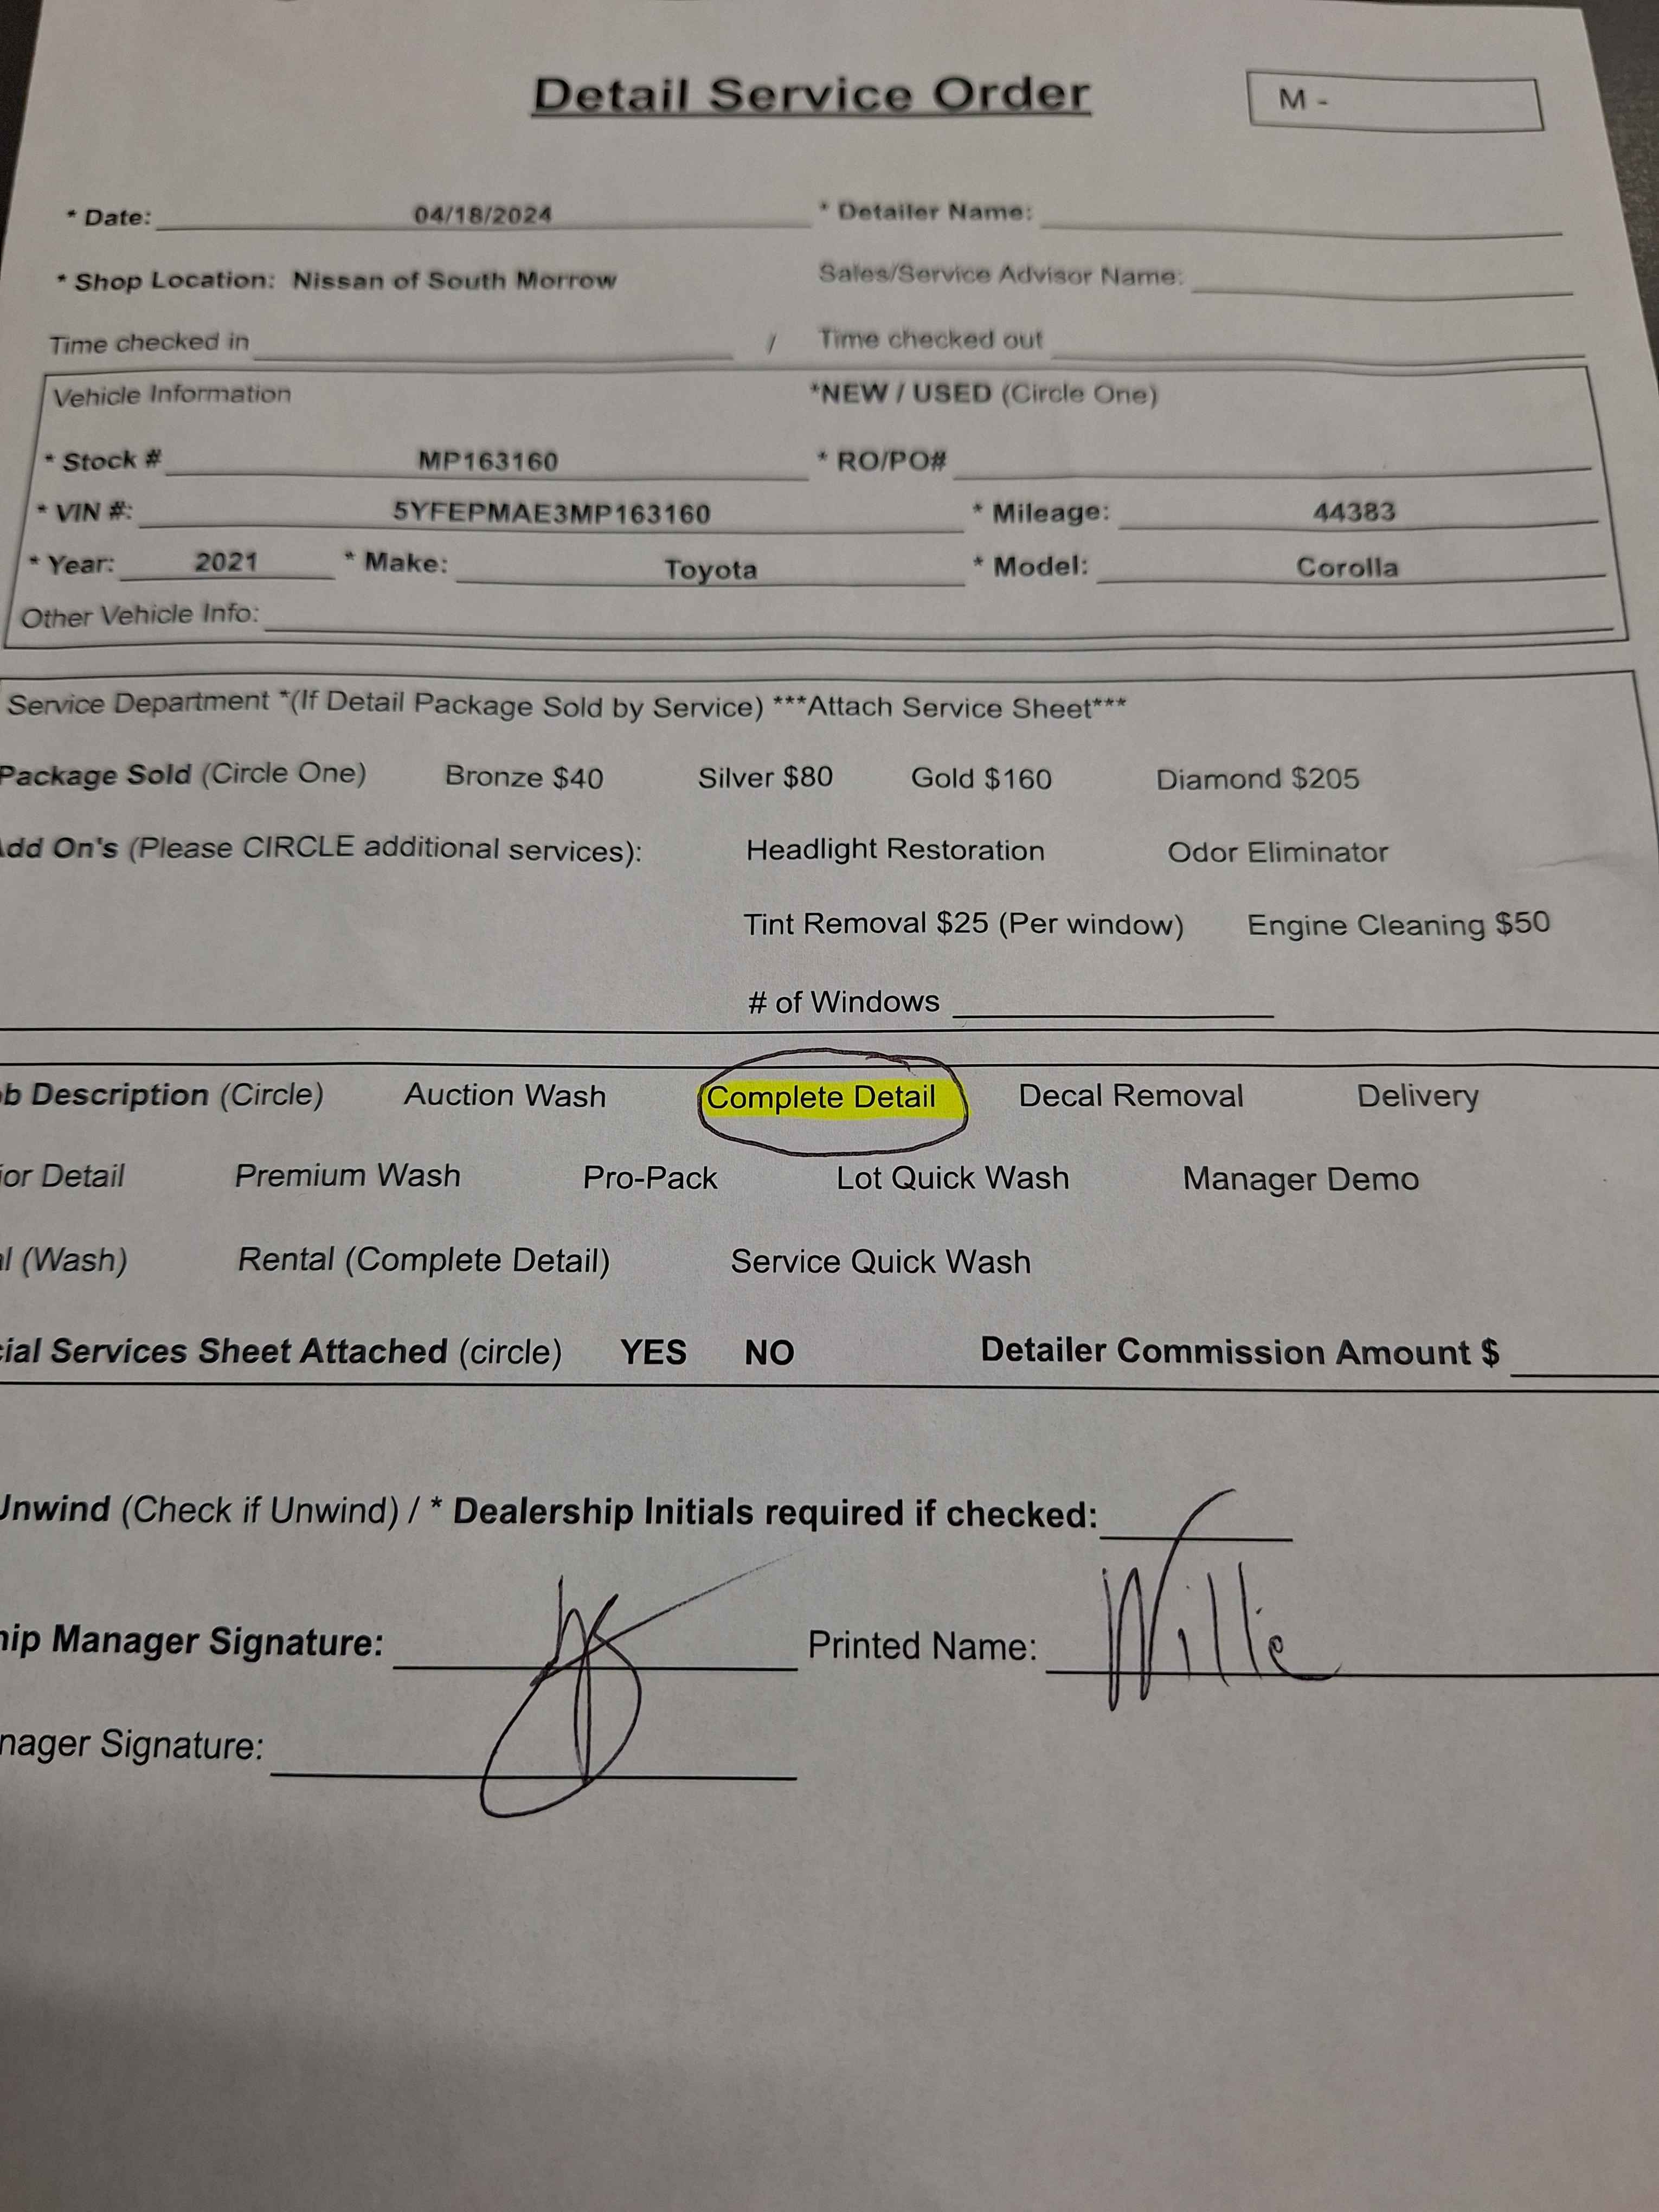 Detail Service Order
M -
* Date: 04/18/2024 * Detailer Name:
* Shop Location: Nissan of South Morrow Sales/Service Advisor Name:
Time checked in / Time checked out
Vehicle Information *NEW / USED (Circle One)
* Stock # MP163160 * RO/PO#
* VIN #: 5YFEPMAE3MP163160 * Mileage: 44383
* Year: 2021 * Make: Toyota * Model: Corolla
Other Vehicle Info:
Service Department *(If Detail Package Sold by Service) ***Attach Service Sheet***
Package Sold (Circle One) Bronze $40 Silver $80 Gold $160 Diamond $205
Add On's (Please CIRCLE additional services): Headlight Restoration Odor Eliminator
Tint Removal $25 (Per window) Engine Cleaning $50
# of Windows
b Description (Circle) Auction Wash Complete Detail Decal Removal Delivery
ior Detail Premium Wash Pro-Pack Lot Quick Wash Manager Demo
l (Wash) Rental (Complete Detail) Service Quick Wash
cial Services Sheet Attached (circle) YES NO Detailer Commission Amount $
Unwind (Check if Unwind) / * Dealership Initials required if checked:
hip Manager Signature: Printed Name: Willie
nager Signature: